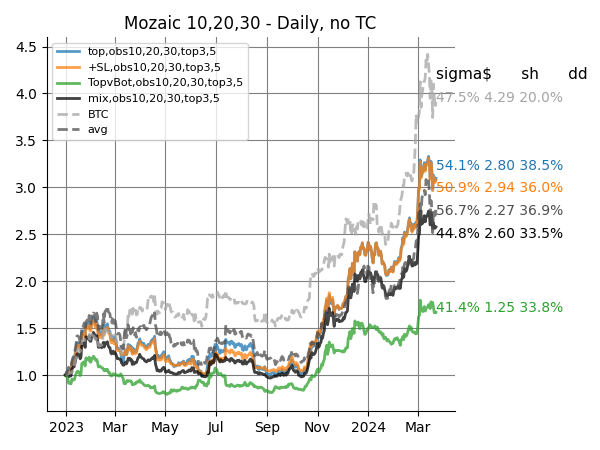 Mozaic 10,20,30 - Daily, no TC
top,obs10,20,30,top3,5
+SL,obs10,20,30,top3,5
TopvBot,obs10,20,30,top3,5
mix,obs10,20,30,top3,5
BTC
avg
sigma$ sh dd
47.5% 4.29 20.0%
54.1% 2.80 38.5%
50.9% 2.94 36.0%
56.7% 2.27 36.9%
44.8% 2.60 33.5%
41.4% 1.25 33.8%
4.5
4.0
3.5
3.0
2.5
2.0
1.5
1.0
2023 Mar May Jul Sep Nov 2024 Mar